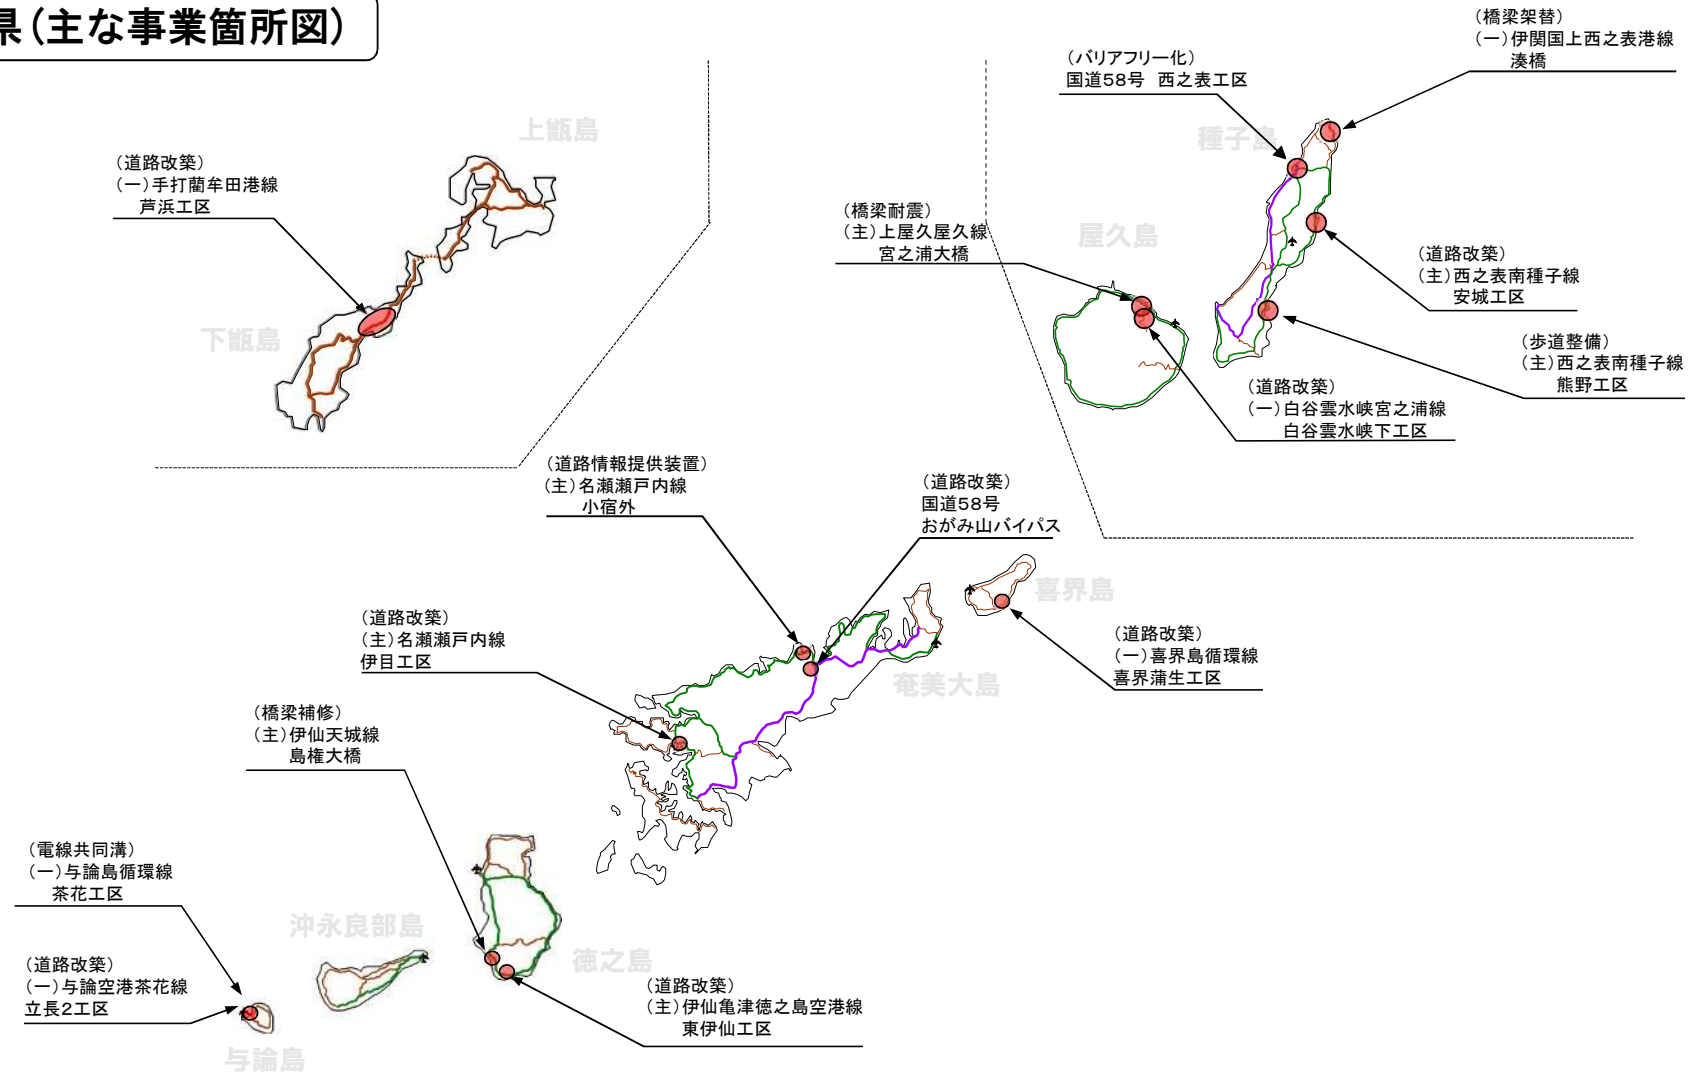 県（主な事業箇所図）
（橋梁架替）
（一）伊関国上西之表港線
湊橋
（バリアフリー化）
国道58号 西之表工区
種子島
上甑島
（道路改築）
（一）手打藺牟田港線
芦浜工区
下甑島
（橋梁耐震）
（主）上屋久屋久線
宮之浦大橋
屋久島
（道路改築）
（主）西之表南種子線
安城工区
（歩道整備）
（主）西之表南種子線
熊野工区
（道路改築）
（一）白谷雲水峡宮之浦線
白谷雲水峡下工区
（道路情報提供装置）
（主）名瀬瀬戸内線
小宿外
（道路改築）
国道58号
おがみ山バイパス
喜界島
（道路改築）
（主）名瀬瀬戸内線
伊目工区
（道路改築）
（一）喜界島循環線
喜界蒲生工区
奄美大島
（橋梁補修）
（主）伊仙天城線
島権大橋
（電線共同溝）
（一）与論島循環線
茶花工区
沖永良部島
徳之島
（道路改築）
（一）与論空港茶花線
立長2工区
（道路改築）
（主）伊仙亀津徳之島空港線
東伊仙工区
与論島